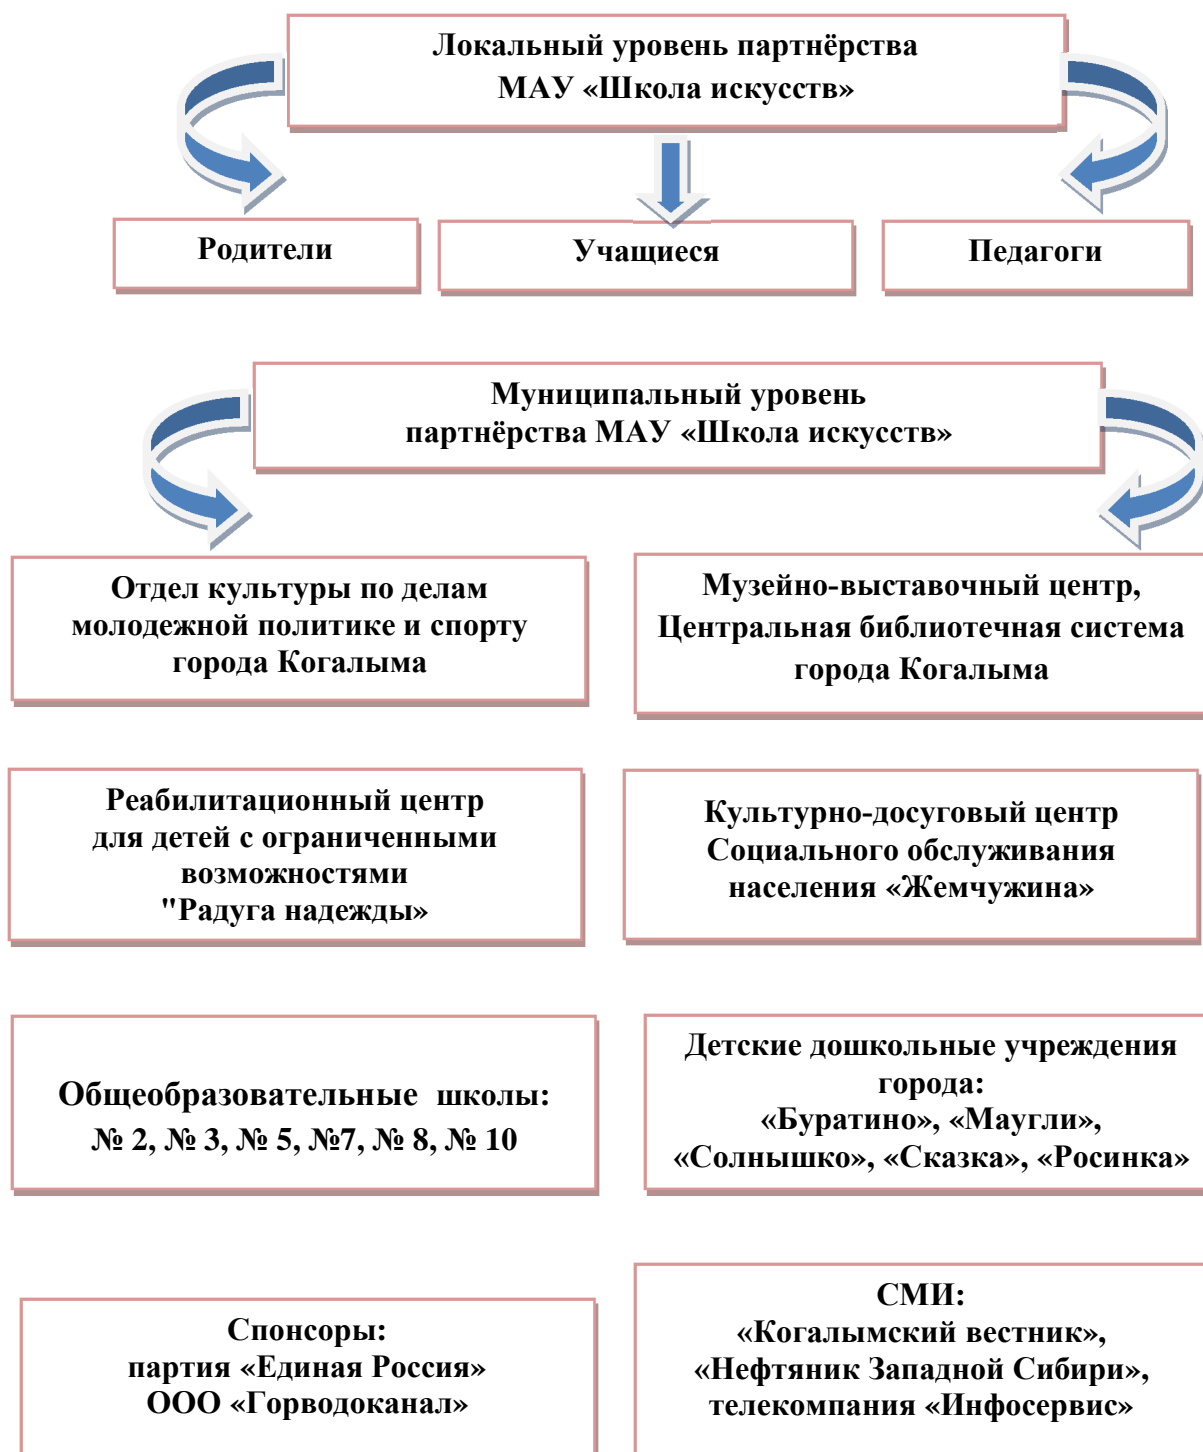 Локальный уровень партнёрства
МАУ «Школа искусств»
Родители
Учащиеся
Педагоги
Муниципальный уровень
партнёрства МАУ «Школа искусств»
Отдел культуры по делам
молодежной политике и спорту
города Когалыма
Музейно-выставочный центр,
Центральная библиотечная система
города Когалыма
Реабилитационный центр
для детей с ограниченными
возможностями
"Радуга надежды»
Культурно-досуговый центр
Социального обслуживания
населения «Жемчужина»
Общеобразовательные школы:
№ 2, № 3, № 5, №7, № 8, № 10
Детские дошкольные учреждения
города:
«Буратино», «Маугли»,
«Солнышко», «Сказка», «Росинка»
Спонсоры:
партия «Единая Россия»
ООО «Горводоканал»
СМИ:
«Когалымский вестник»,
«Нефтяник Западной Сибири»,
телекомпания «Инфосервис»